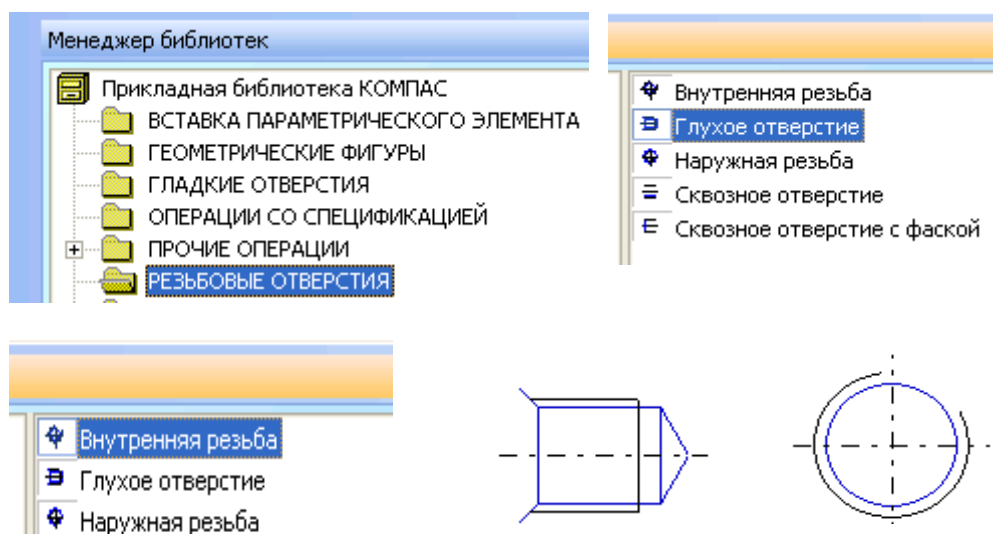 Менеджер библиотек
Прикладная библиотека КОМПАС
ВСТАВКА ПАРАМЕТРИЧЕСКОГО ЭЛЕМЕНТА
ГЕОМЕТРИЧЕСКИЕ ФИГУРЫ
ГЛАДКИЕ ОТВЕРСТИЯ
ОПЕРАЦИИ СО СПЕЦИФИКАЦИЕЙ
ПРОЧИЕ ОПЕРАЦИИ
РЕЗЬБОВЫЕ ОТВЕРСТИЯ
Внутренняя резьба
Глухое отверстие
Наружная резьба
Сквозное отверстие
Сквозное отверстие с фаской
Внутренняя резьба
Глухое отверстие
Наружная резьба